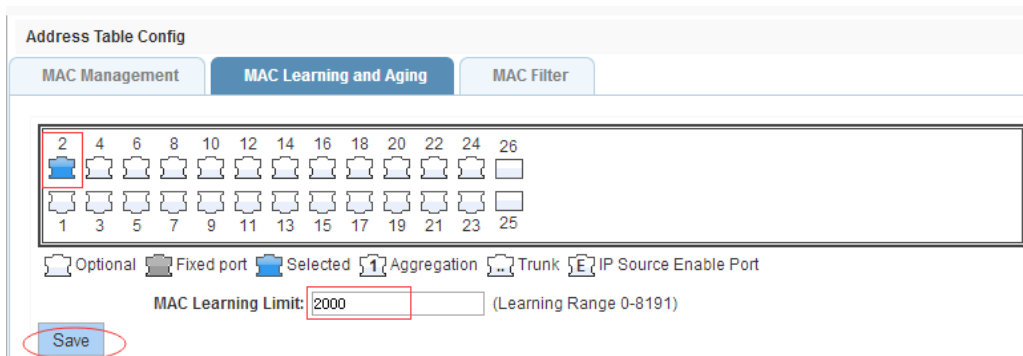 Address Table Config
MAC Management MAC Learning and Aging MAC Filter
2 4 6 8 10 12 14 16 18 20 22 24 26
1 3 5 7 9 11 13 15 17 19 21 23 25
Optional Fixed port Selected 1 Aggregation ... Trunk E IP Source Enable Port
MAC Learning Limit: 2000 (Learning Range 0-8191)
Save